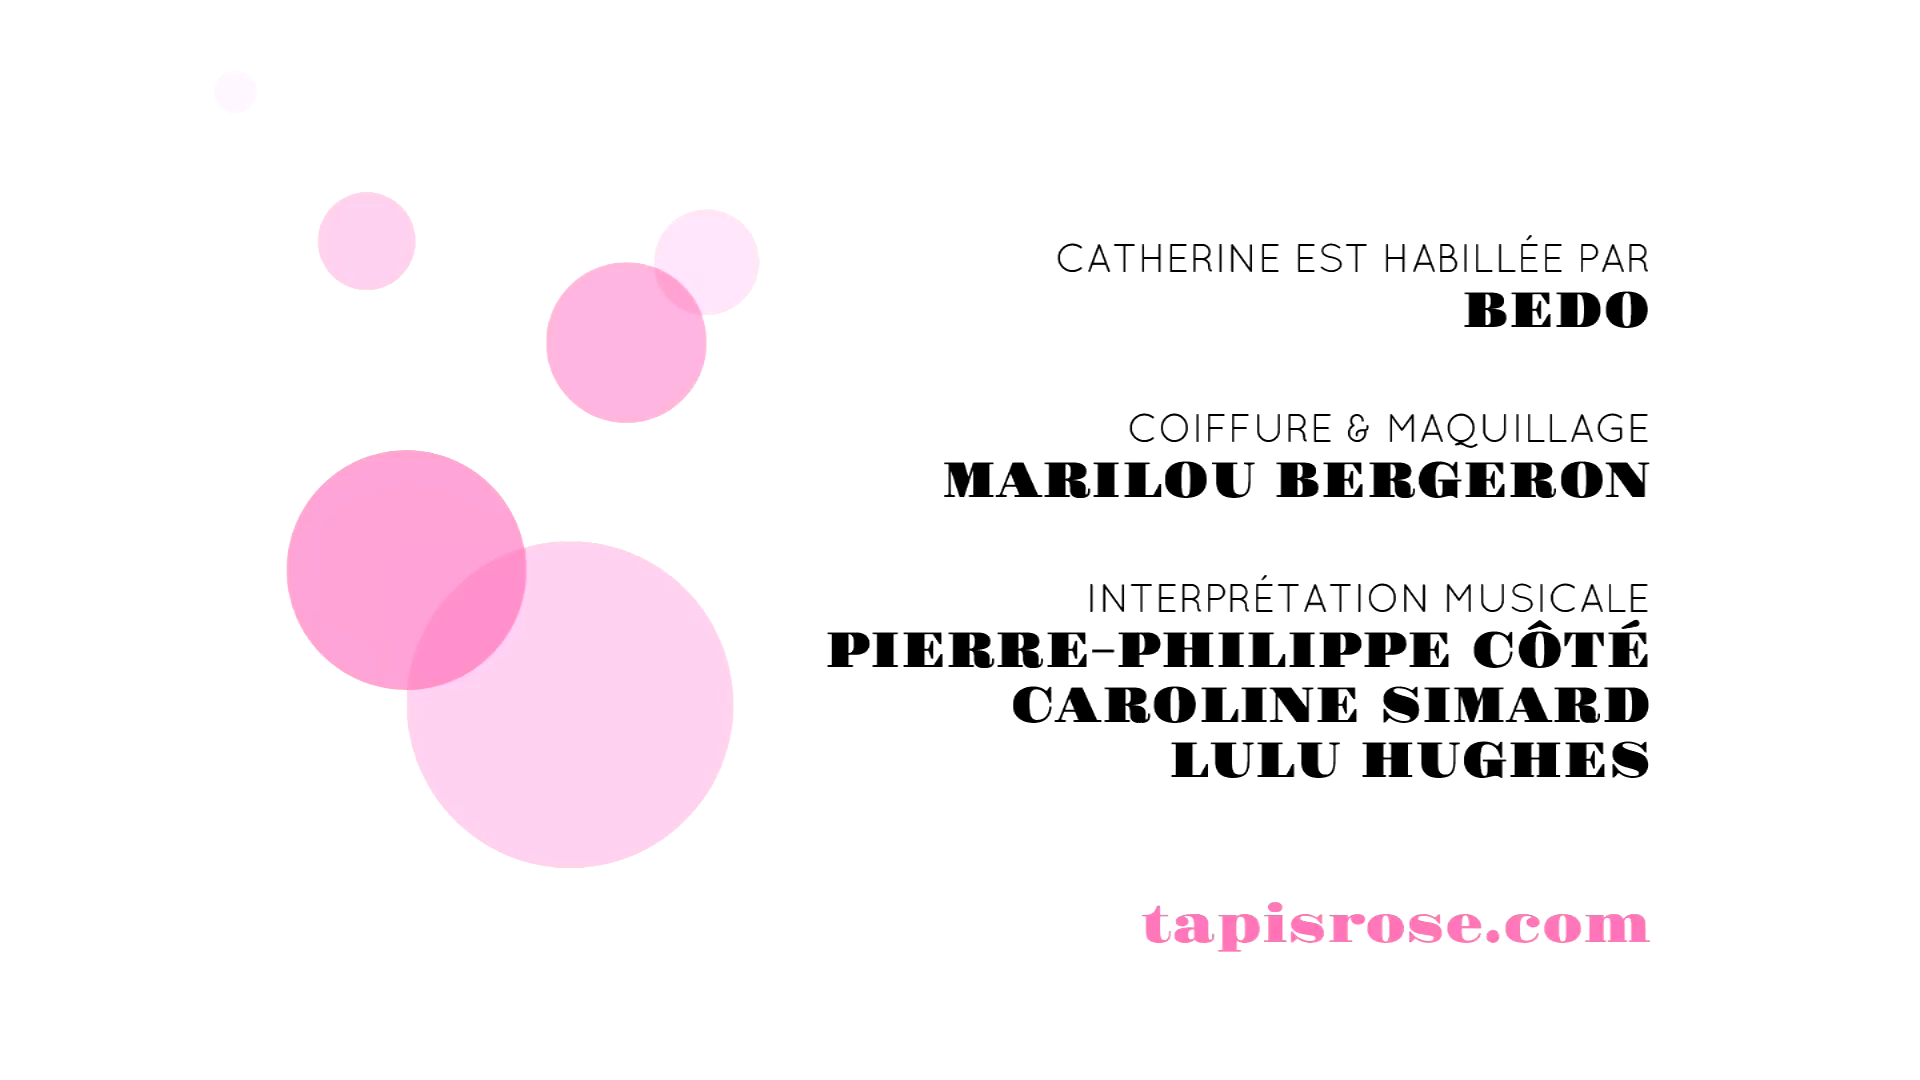 CATHERINE EST HABILLÉE PAR
BEDO
COIFFURE & MAQUILLAGE
MARILOU BERGERON
INTERPRÉTATION MUSICALE
PIERRE-PHILIPPE CÔTÉ
CAROLINE SIMARD
LULU HUGHES
tapisrose.com